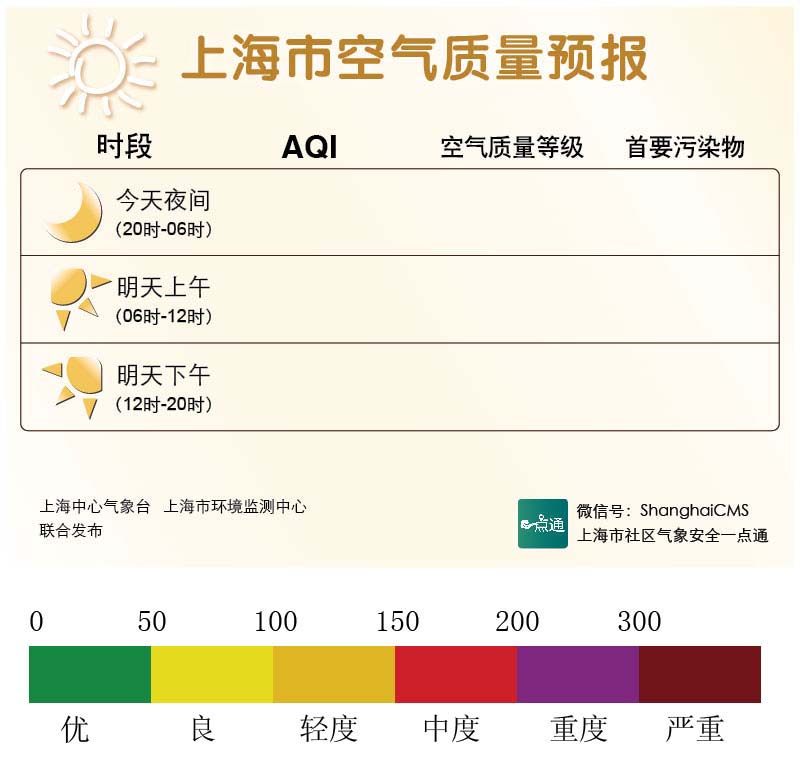 上海市空气质量预报
时段 AQI 空气质量等级 首要污染物
今天夜间
(20时-06时)
明天上午
(06时-12时)
明天下午
(12时-20时)
上海中心气象台 上海市环境监测中心
联合发布
一点通
微信号：ShanghaiCMS
上海市社区气象安全一点通
0 50 100 150 200 300
优 良 轻度 中度 重度 严重